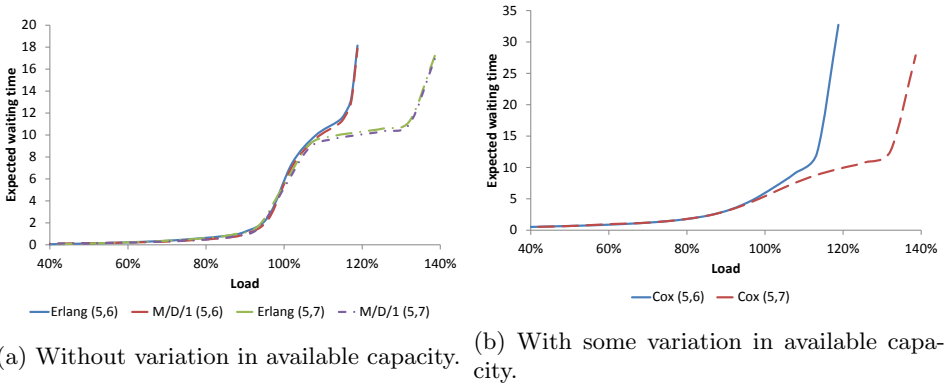 20
18
16
14
12
10
8
6
4
2
0
Expected waiting time
40% 60% 80% 100% 120% 140%
Load
Erlang (5,6) M/D/1 (5,6) Erlang (5,7) M/D/1 (5,7)
(a) Without variation in available capacity.
35
30
25
20
15
10
5
0
Expected waiting time
40% 60% 80% 100% 120% 140%
Load
Cox (5,6) Cox (5,7)
(b) With some variation in available capa-
city.